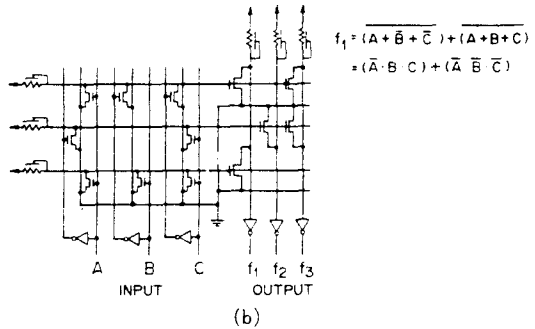 f₁ = (A + B̅ + C̅) + (A + B + C)
= (A̅ · B · C) + (A̅ B̅ · C̅)
A B C f₁ f₂ f₃
INPUT OUTPUT
(b)